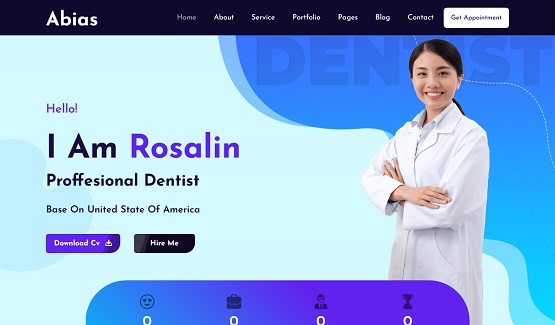 Abias
Home About Service Portfolio Pages Blog Contact Get Appointment
DENTIST
Hello!
I Am Rosalin
Proffesional Dentist
Base On United State Of America
Download Cv Hire Me
0 0 0 0